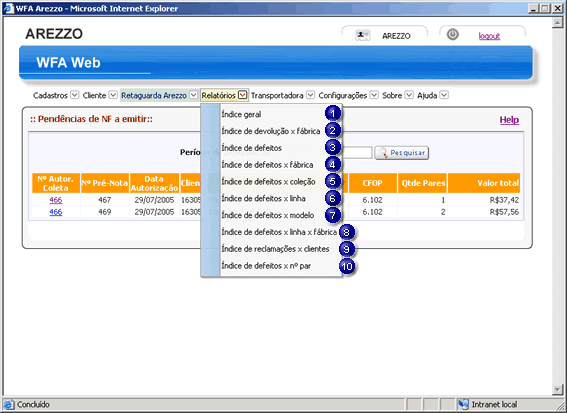 WFA Arezzo - Microsoft Internet Explorer
AREZZO
AREZZO
logout
WFA Web
Cadastros Cliente Retaguarda Arezzo Relatórios Transportadora Configurações Sobre Ajuda
:: Pendências de NF a emitir::
Help
Pesquisar
Nº Autor. Coleta Nº Pré-Nota Data Autorização CFOP Qtde Pares Valor total
466 467 29/07/2005 6.102 1 R$37,42
466 469 29/07/2005 6.102 2 R$57,56
Índice geral 1
Índice de devolução x fábrica 2
Índice de defeitos 3
Índice de defeitos x fábrica 4
Índice de defeitos x coleção 5
Índice de defeitos x linha 6
Índice de defeitos x modelo 7
Índice de defeitos x linha x fábrica 8
Índice de reclamações x clientes 9
Índice de defeitos x nº par 10
Concluído
Intranet local